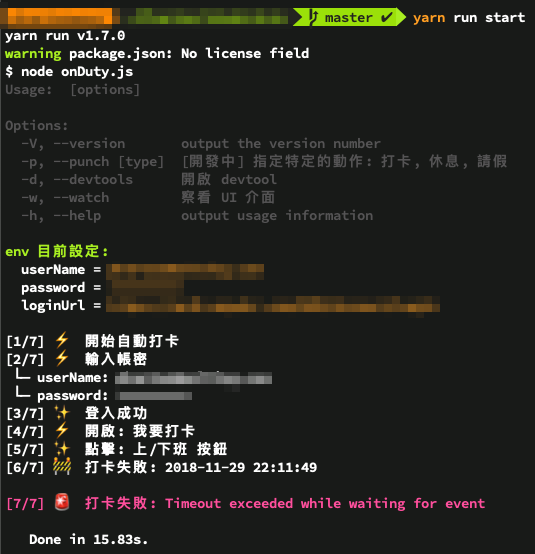 master ✔ yarn run start
yarn run v1.7.0
warning package.json: No license field
$ node onDuty.js
Usage:  [options]
Options:
-V, --version       output the version number
-p, --punch [type]  [開發中] 指定特定的動作: 打卡, 休息, 請假
-d, --devtools      開啟 devtool
-w, --watch         察看 UI 介面
-h, --help          output usage information
env 目前設定:
userName =
password =
loginUrl =
[1/7] ⚡ 開始自動打卡
[2/7] ⚡ 輸入帳密
└─ userName:
└─ password:
[3/7] ✨ 登入成功
[4/7] ⚡ 開啟: 我要打卡
[5/7] ✨ 點擊: 上/下班 按鈕
[6/7] 🚧 打卡失敗: 2018-11-29 22:11:49
[7/7] 🚨 打卡失敗: Timeout exceeded while waiting for event
Done in 15.83s.